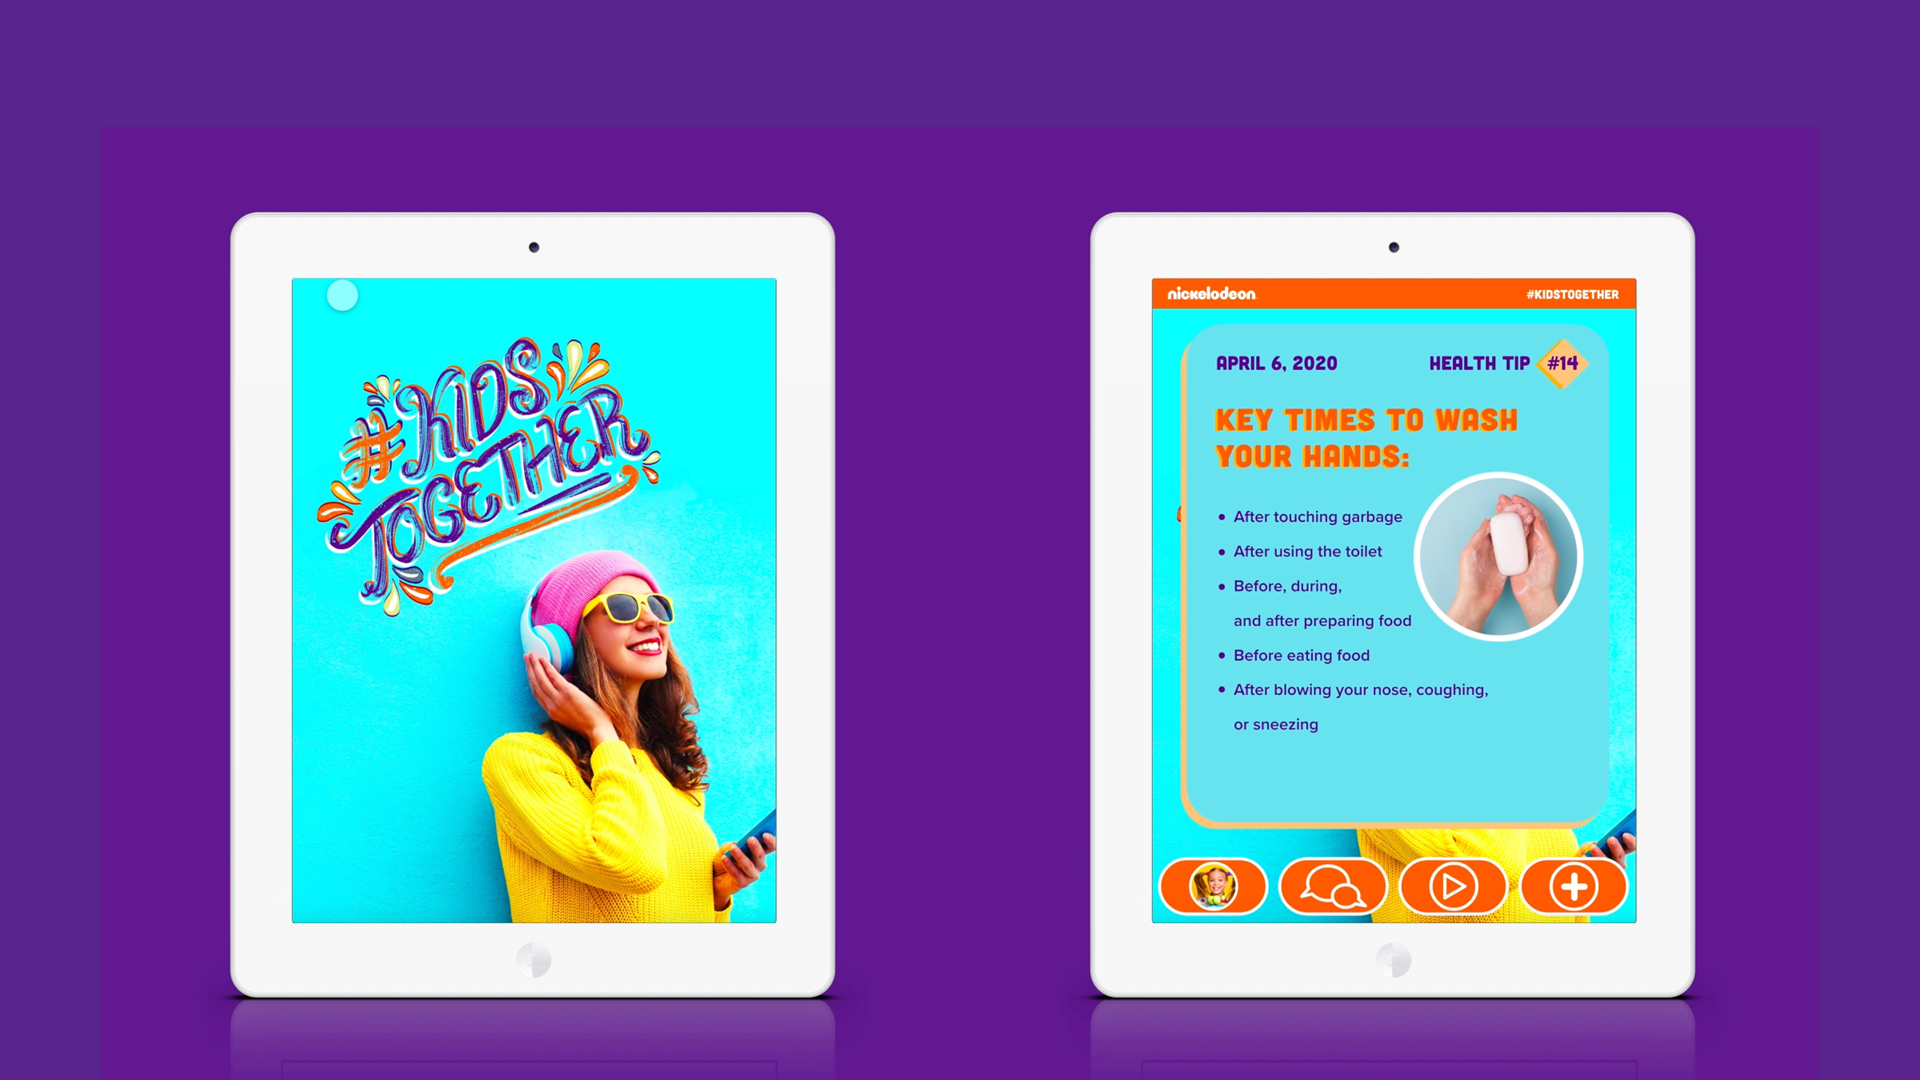 #KIDS
TOGETHER
nickelodeon
#KIDSTOGETHER
APRIL 6, 2020
HEALTH TIP #14
KEY TIMES TO WASH
YOUR HANDS:
• After touching garbage
• After using the toilet
• Before, during,
and after preparing food
• Before eating food
• After blowing your nose, coughing,
or sneezing